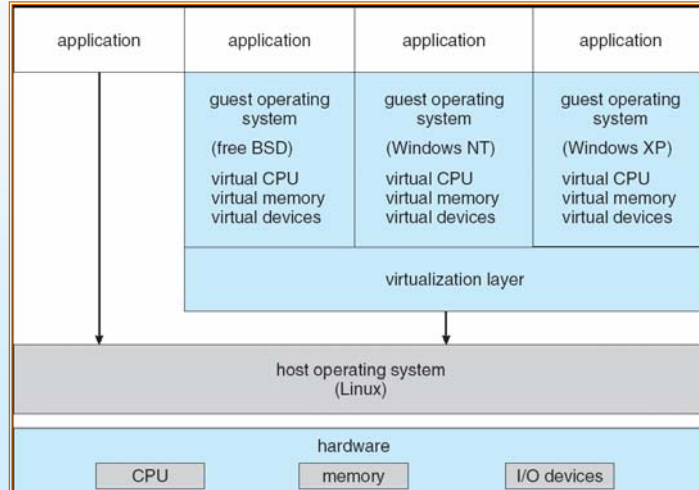 application
application
application
application
guest operating
system
(free BSD)
virtual CPU
virtual memory
virtual devices
guest operating
system
(Windows NT)
virtual CPU
virtual memory
virtual devices
guest operating
system
(Windows XP)
virtual CPU
virtual memory
virtual devices
virtualization layer
host operating system
(Linux)
hardware
CPU
memory
I/O devices